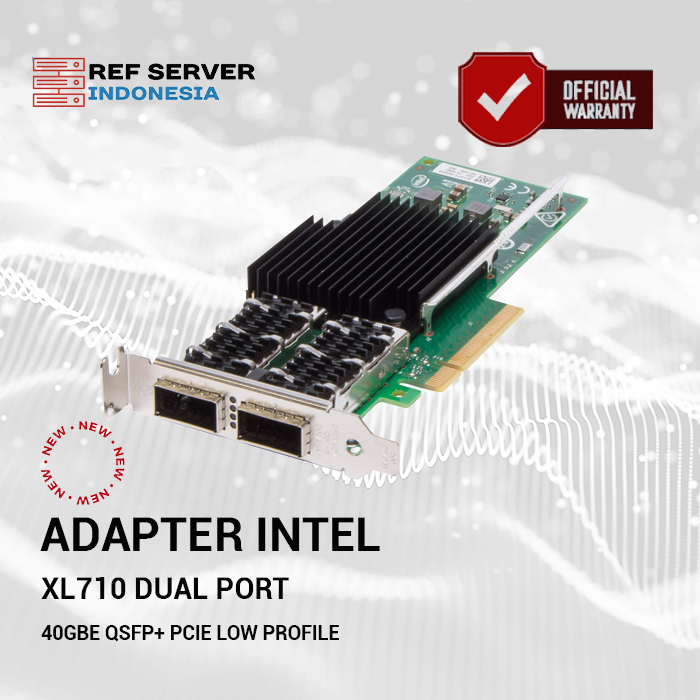 REF SERVER
INDONESIA
OFFICIAL
WARRANTY
NEW • NEW • NEW • NEW • NEW •
ADAPTER INTEL
XL710 DUAL PORT
40GBE QSFP+ PCIE LOW PROFILE